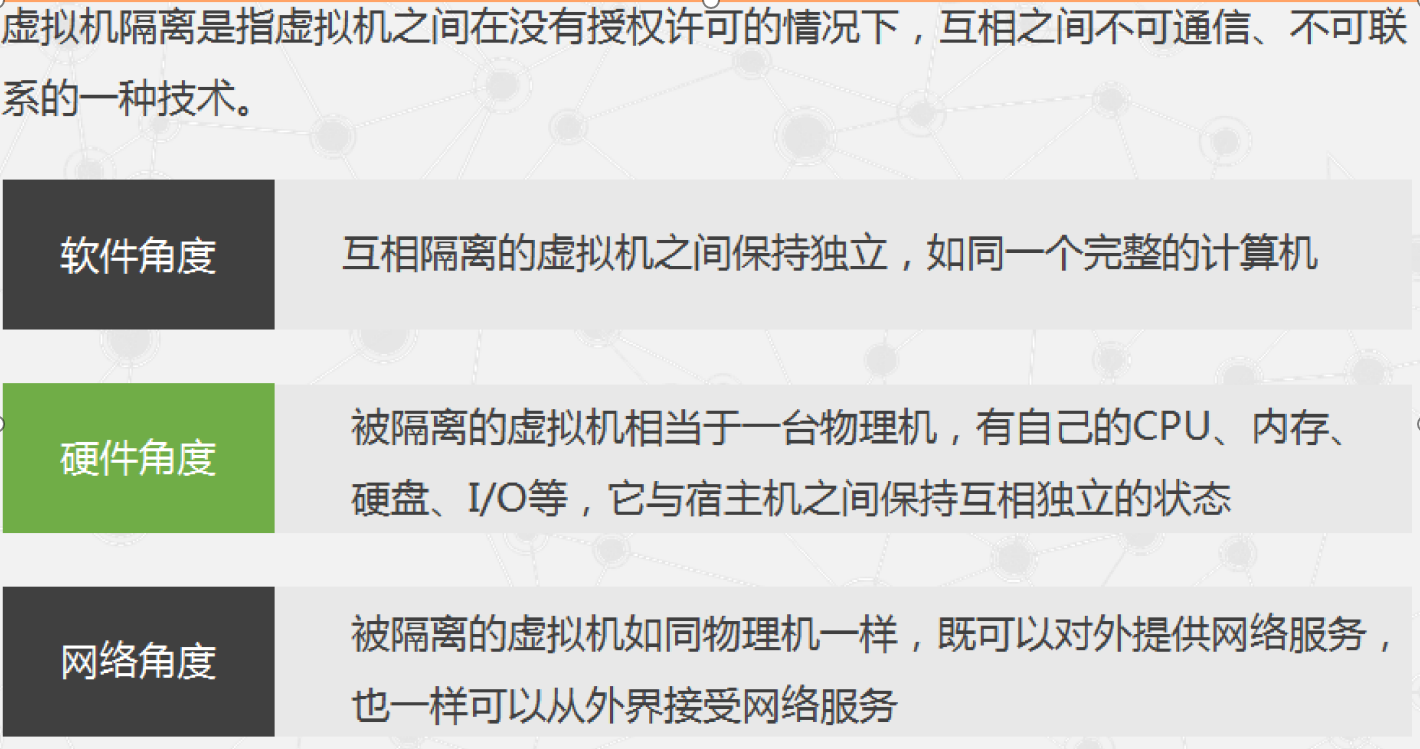 虚拟机隔离是指虚拟机之间在没有授权许可的情况下，互相之间不可通信、不可联
系的一种技术。
软件角度
互相隔离的虚拟机之间保持独立，如同一个完整的计算机
硬件角度
被隔离的虚拟机相当于一台物理机，有自己的CPU、内存、
硬盘、I/O等，它与宿主机之间保持互相独立的状态
网络角度
被隔离的虚拟机如同物理机一样，既可以对外提供网络服务，
也一样可以从外界接受网络服务